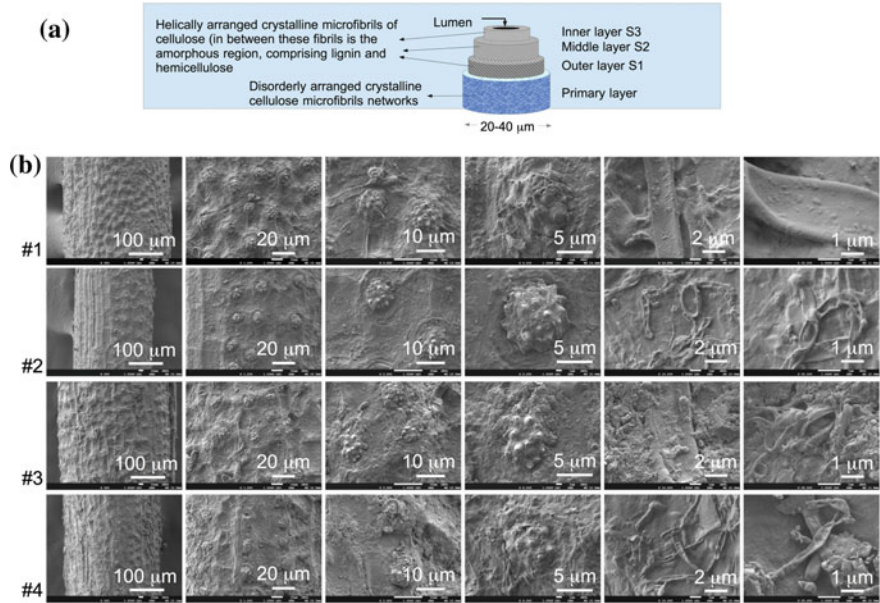 (a)
Helically arranged crystalline microfibrils of
cellulose (in between these fibrils is the
amorphous region, comprising lignin and
hemicellulose
Disorderly arranged crystalline
cellulose microfibrils networks
Lumen
Inner layer S3
Middle layer S2
Outer layer S1
Primary layer
20-40 μm
(b)
#1
100 μm
20 μm
10 μm
5 μm
2 μm
1 μm
#2
100 μm
20 μm
10 μm
5 μm
2 μm
1 μm
#3
100 μm
20 μm
10 μm
5 μm
2 μm
1 μm
#4
100 μm
20 μm
10 μm
5 μm
2 μm
1 μm